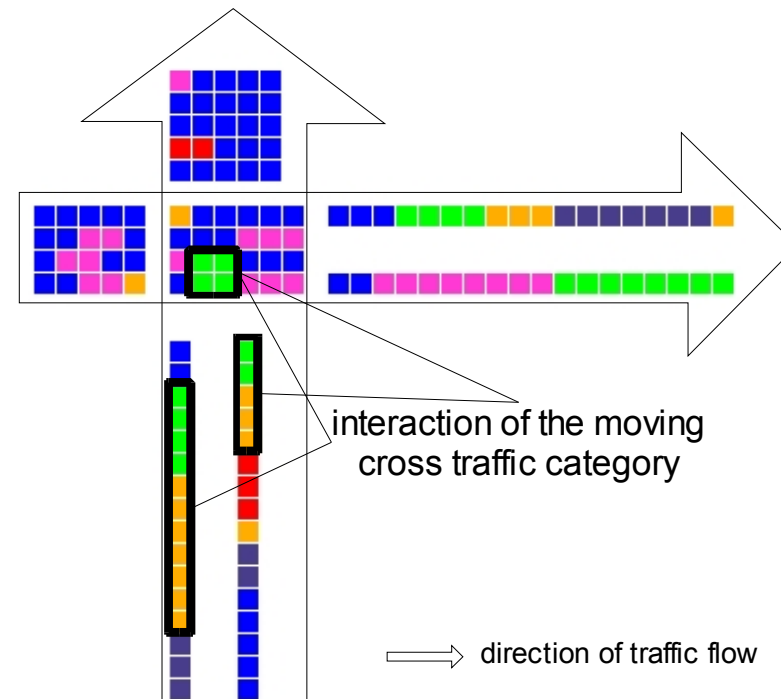 interaction of the moving
cross traffic category
direction of traffic flow